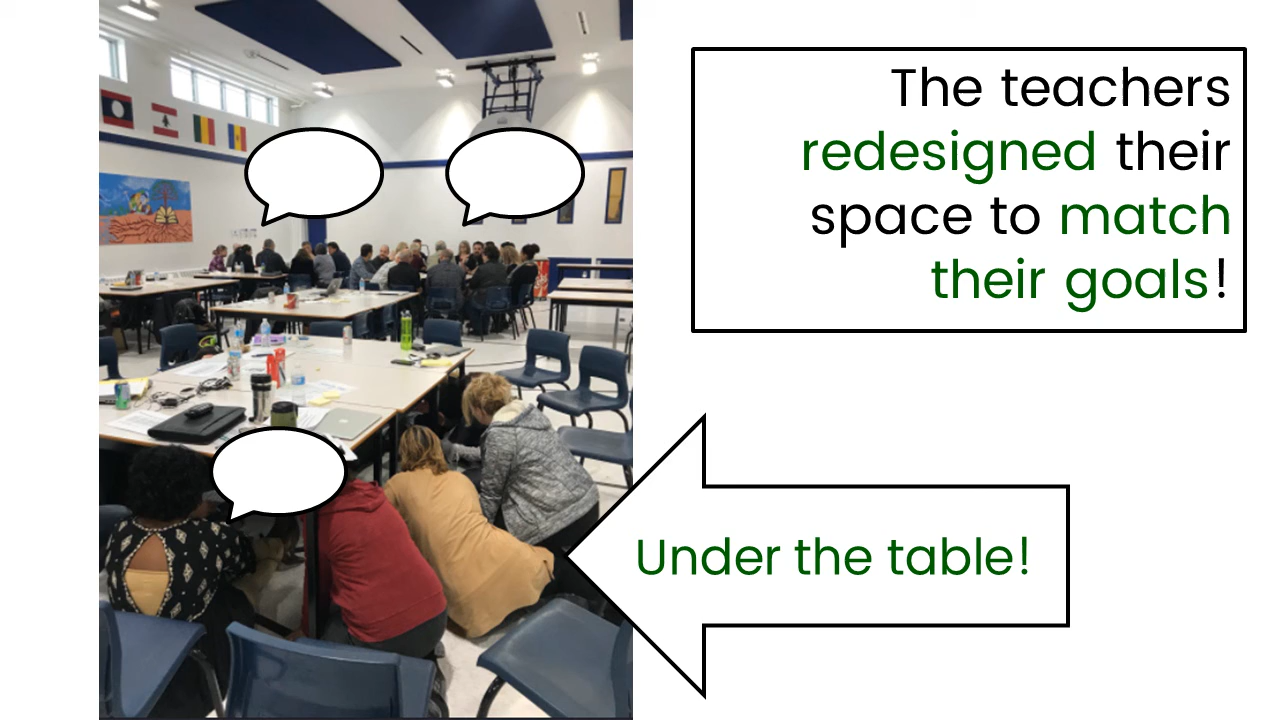 The teachers
redesigned their
space to match
their goals!
Under the table!